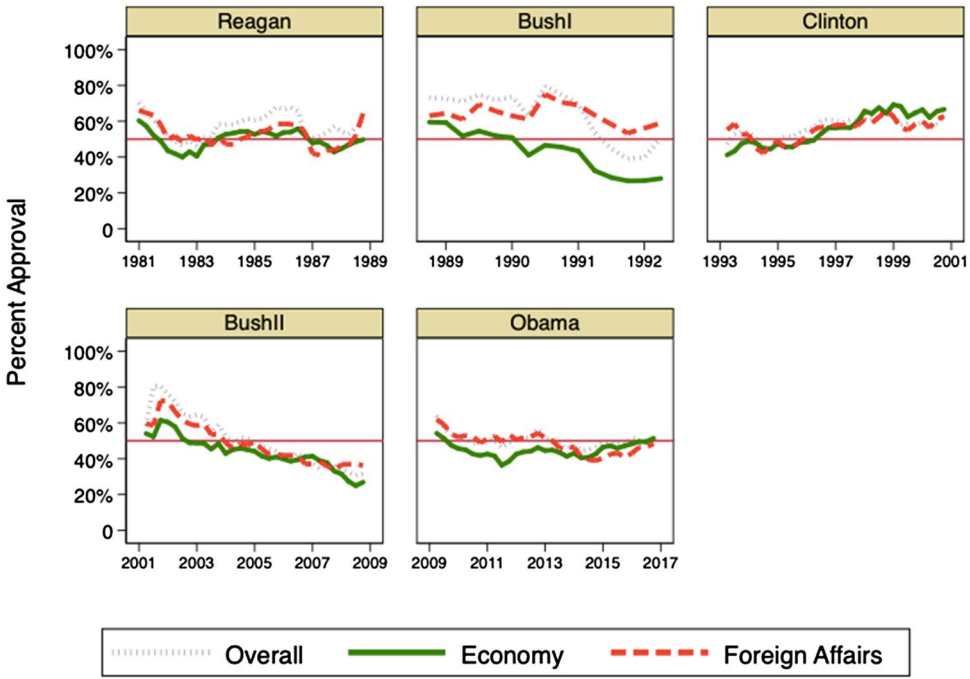 Reagan BushI Clinton
100%
80%
60%
40%
20%
0
1981 1983 1985 1987 1989 1989 1990 1991 1992 1993 1995 1997 1999 2001
Percent Approval
BushII Obama
100%
80%
60%
40%
20%
0
2001 2003 2005 2007 2009 2009 2011 2013 2015 2017
Overall Economy Foreign Affairs